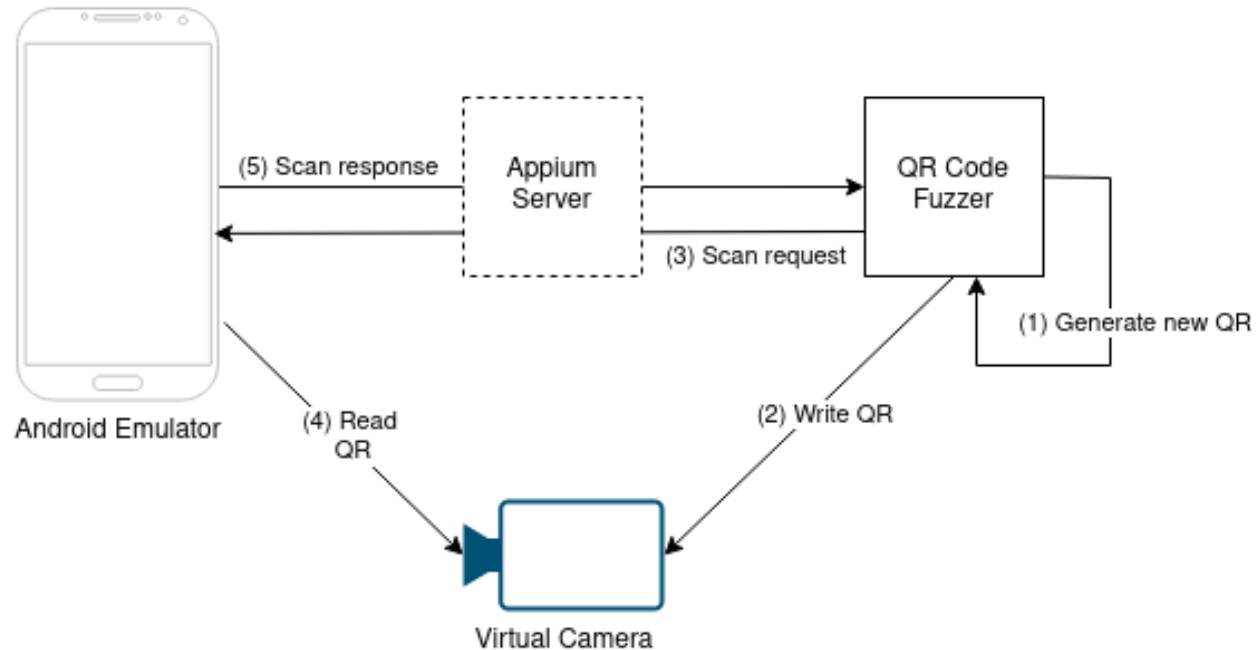 (5) Scan response
Appium
Server
QR Code
Fuzzer
(3) Scan request
(1) Generate new QR
Android Emulator
(4) Read
QR
(2) Write QR
Virtual Camera